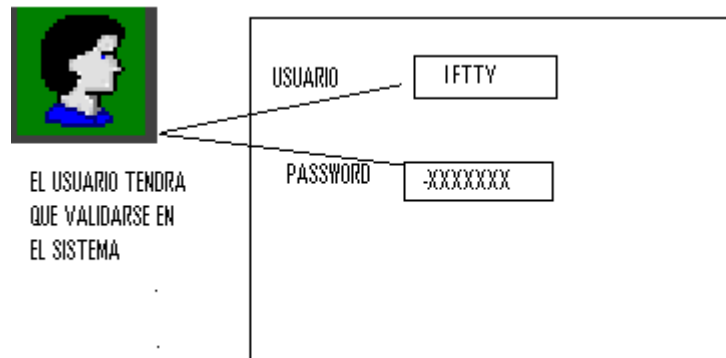 USUARIO
IFTTY
PASSWORD
-XXXXXXX
EL USUARIO TENDRA
QUE VALIDARSE EN
EL SISTEMA